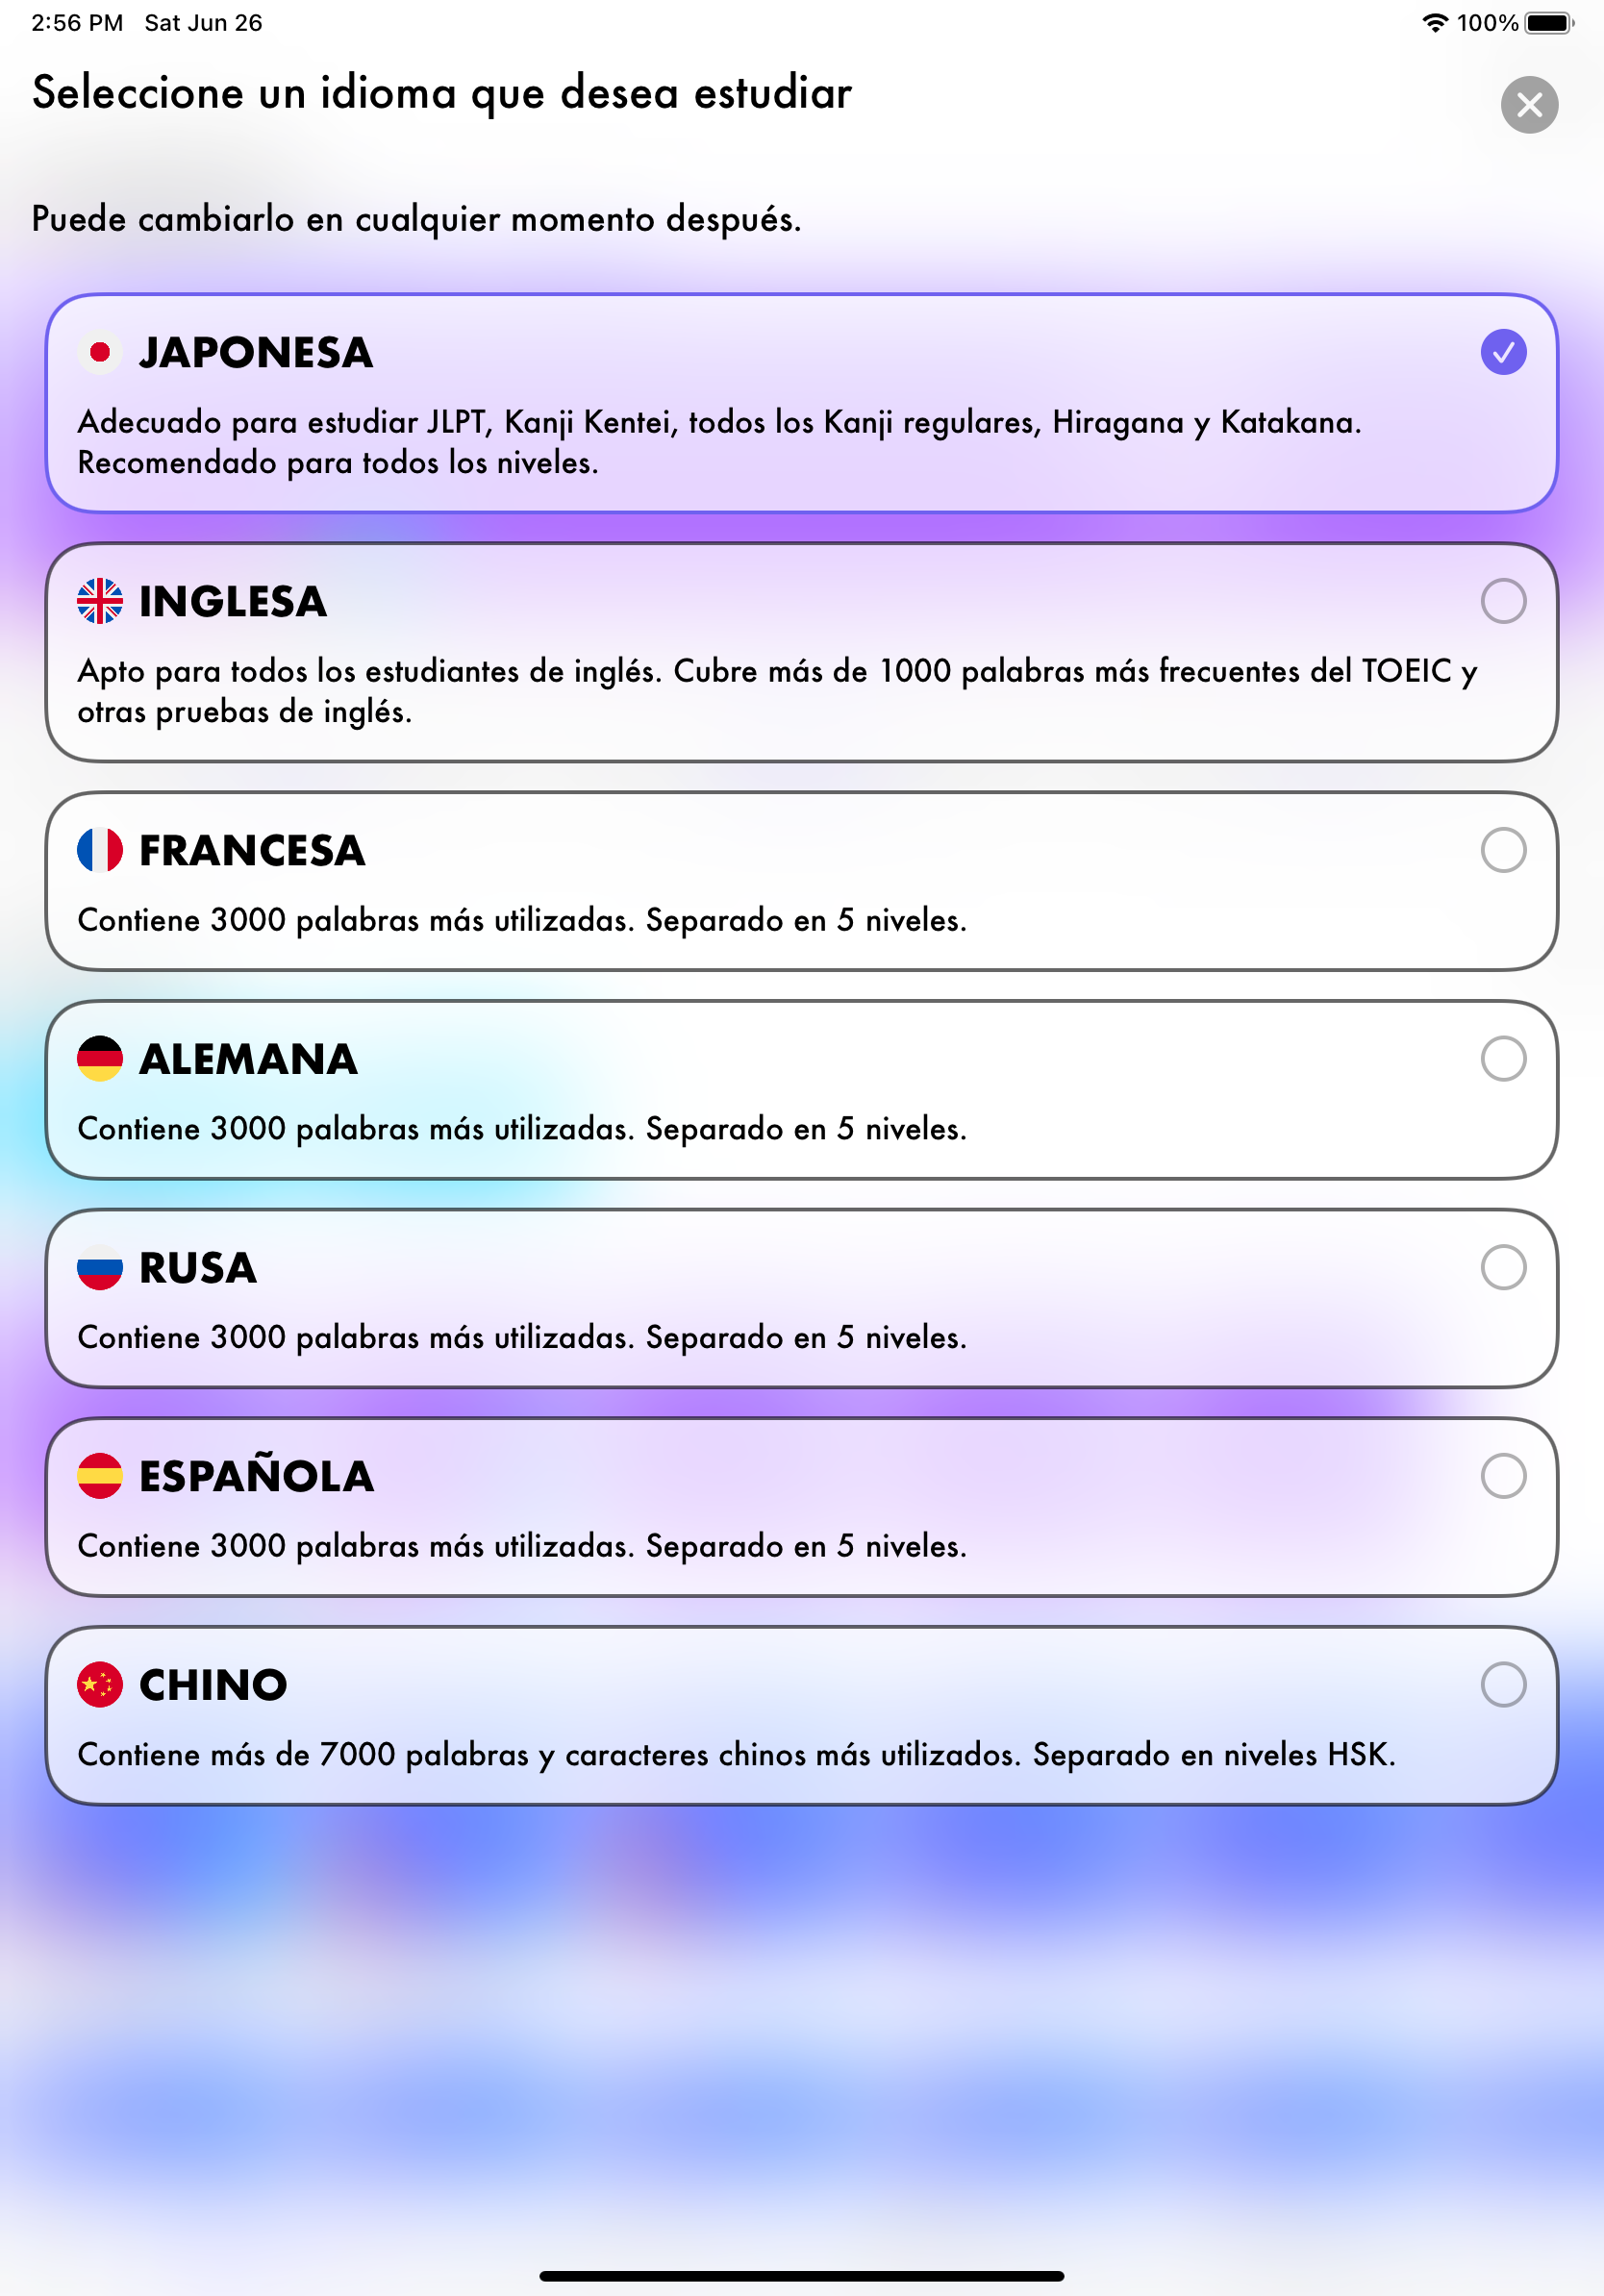 2:56 PM Sat Jun 26
100%
Seleccione un idioma que desea estudiar
Puede cambiarlo en cualquier momento después.
JAPONESA
Adecuado para estudiar JLPT, Kanji Kentei, todos los Kanji regulares, Hiragana y Katakana.
Recomendado para todos los niveles.
INGLESA
Apto para todos los estudiantes de inglés. Cubre más de 1000 palabras más frecuentes del TOEIC y
otras pruebas de inglés.
FRANCESA
Contiene 3000 palabras más utilizadas. Separado en 5 niveles.
ALEMANA
Contiene 3000 palabras más utilizadas. Separado en 5 niveles.
RUSA
Contiene 3000 palabras más utilizadas. Separado en 5 niveles.
ESPAÑOLA
Contiene 3000 palabras más utilizadas. Separado en 5 niveles.
CHINO
Contiene más de 7000 palabras y caracteres chinos más utilizados. Separado en niveles HSK.